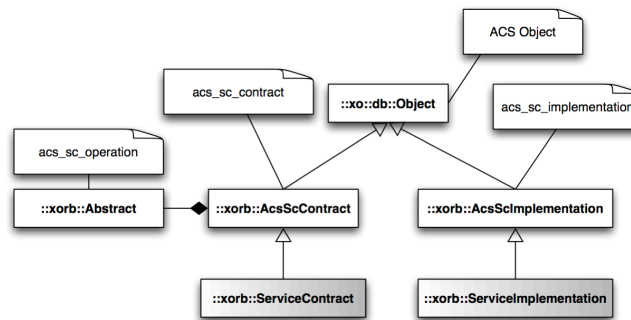 ACS Object
acs_sc_contract
::xo::db::Object
acs_sc_implementation
acs_sc_operation
::xorb::Abstract
::xorb::AcsScContract
::xorb::AcsScImplementation
::xorb::ServiceContract
::xorb::ServiceImplementation